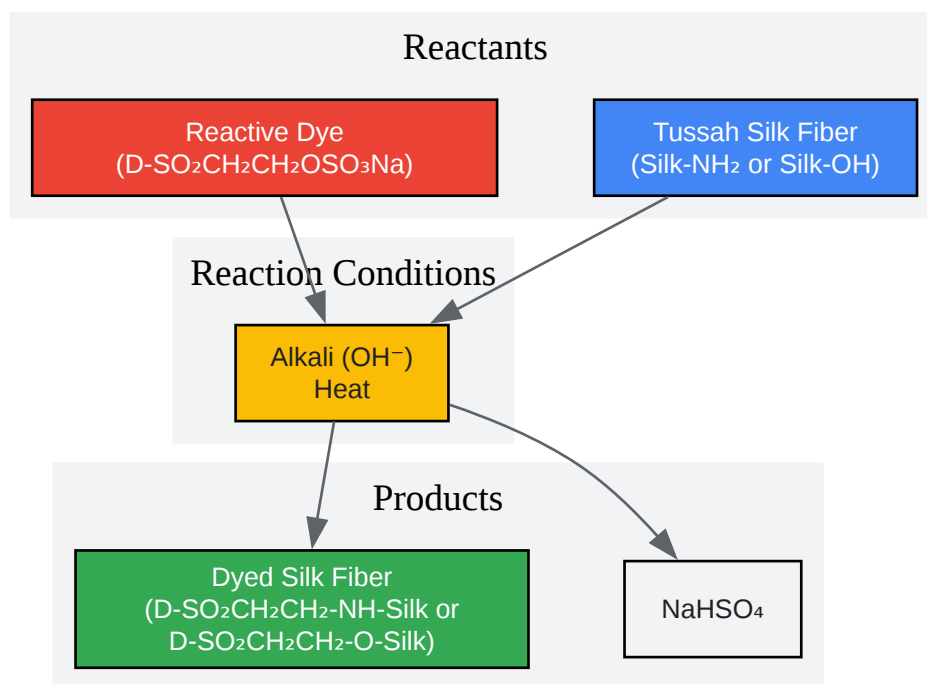 Reactants
Reactive Dye
(D-SO₂CH₂CH₂OSO₃Na)
Tussah Silk Fiber
(Silk-NH₂ or Silk-OH)
Reaction Conditions
Alkali (OH⁻)
Heat
Products
Dyed Silk Fiber
(D-SO₂CH₂CH₂-NH-Silk or
D-SO₂CH₂CH₂-O-Silk)
NaHSO₄